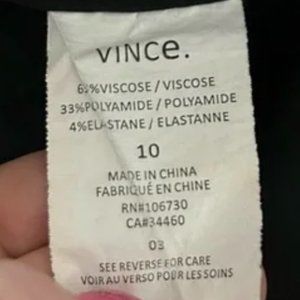 VINCe.
63%VISCOSE / VISCOSE
33%POLYAMIDE / POLYAMIDE
4%ELASTANE / ELASTANNE
10
MADE IN CHINA
FABRIQUÉ EN CHINE
RN#106730
CA#34460
03
SEE REVERSE FOR CARE
VOIR AU VERSO POUR LES SOINS